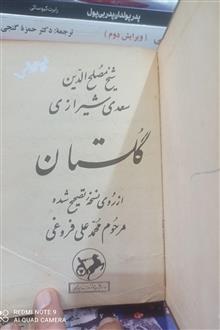 رابرت کیوساکی
پدر پولدار، پدر بی‌پول
ترجمه: دکتر حمزه گنجی
(ویرایش دوم)
شیخ مصلح‌الدین
سعدی شیرازی
گلستان
از روی نسخهٔ تصحیح شده
مرحوم محمد علی فروغی
REDMI NOTE 9
AI QUAD CAMERA